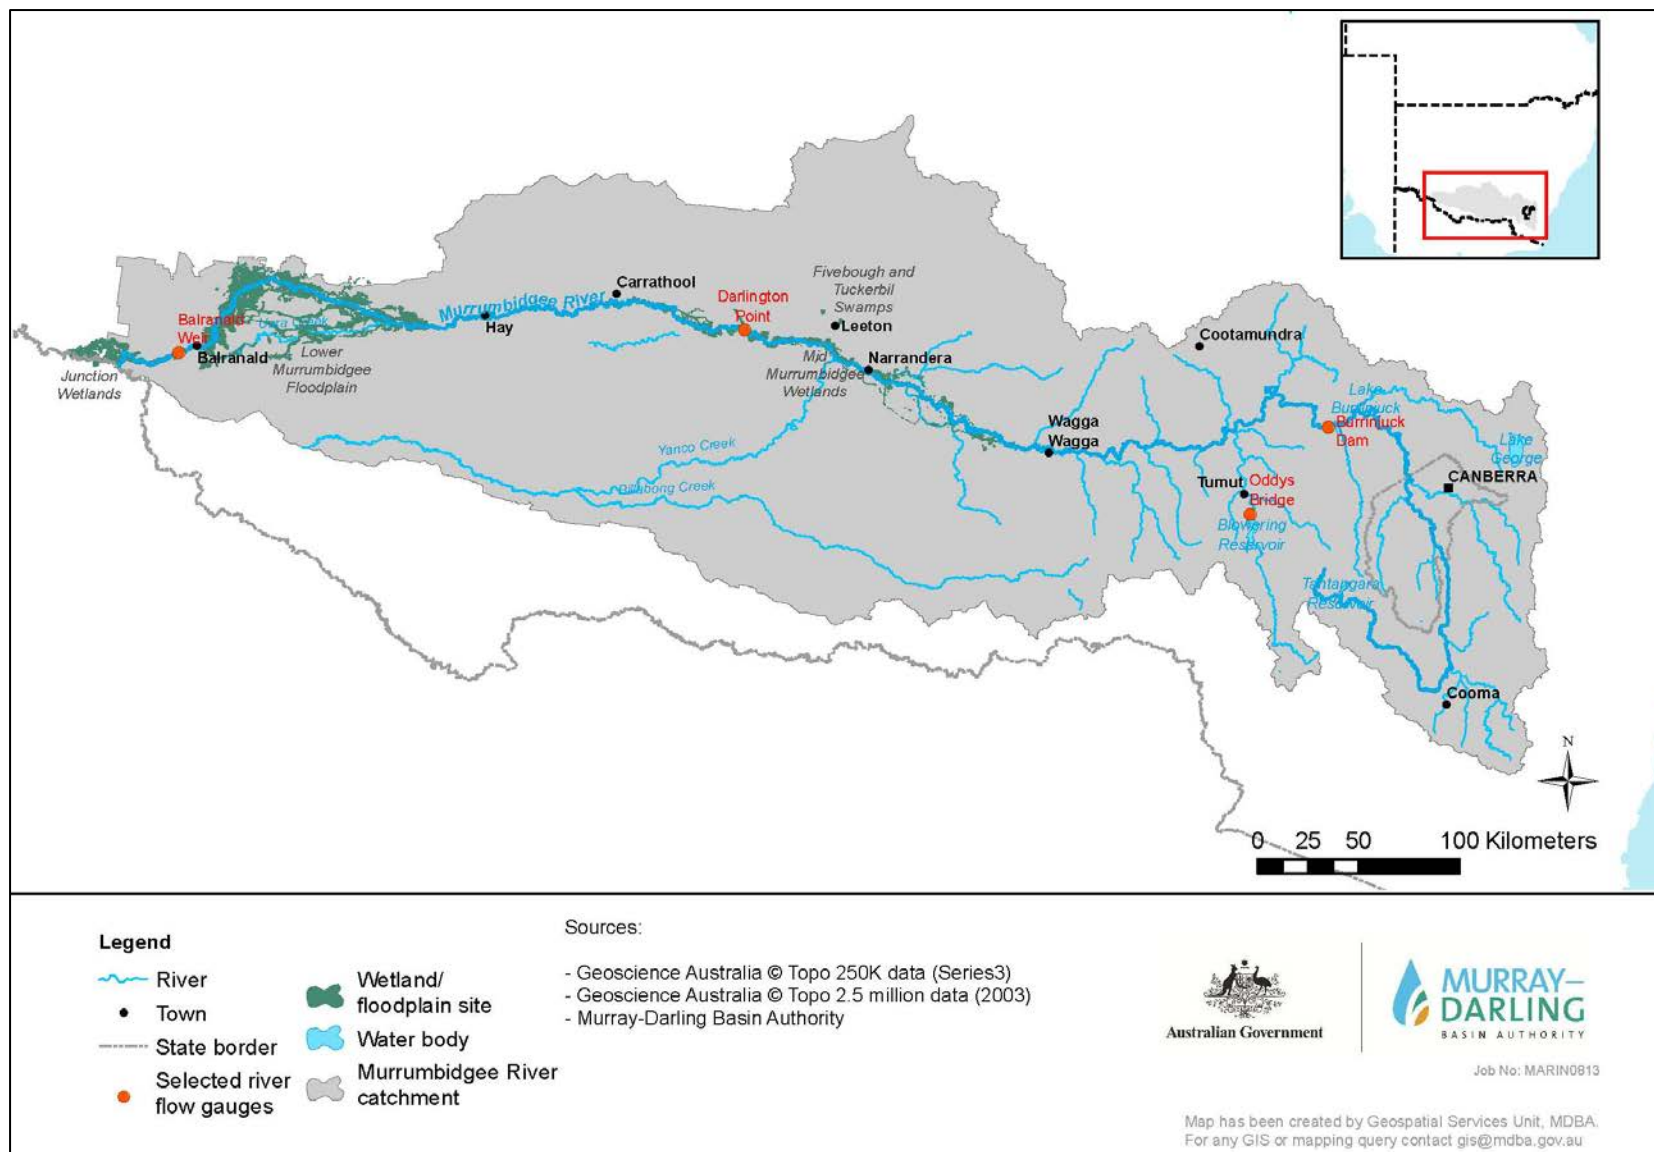 Fivebough and
Tuckerbil
Swamps
Carrathool
Darlington
Point
Murrumbidgee River
Leeton
Hay
Balranald
Weir
Uara Creek
Balranald
Cootamundra
Lower
Murrumbidgee
Floodplain
Mid
Murrumbidgee
Wetlands
Narrandera
Junction
Wetlands
Lake
Burrinjuck
Burrinjuck
Dam
Wagga
Wagga
Lake
George
Yanco Creek
Billabong Creek
CANBERRA
Tumut
Oddys
Bridge
Blowering
Reservoir
Tantangara
Reservoir
Cooma
N
0 25 50 100 Kilometers
Legend
River
Town
State border
Selected river
flow gauges
Wetland/
floodplain site
Water body
Murrumbidgee River
catchment
Sources:
- Geoscience Australia © Topo 250K data (Series3)
- Geoscience Australia © Topo 2.5 million data (2003)
- Murray-Darling Basin Authority
Australian Government
MURRAY–
DARLING
BASIN AUTHORITY
Job No: MARIN0813
Map has been created by Geospatial Services Unit, MDBA.
For any GIS or mapping query contact gis@mdba.gov.au